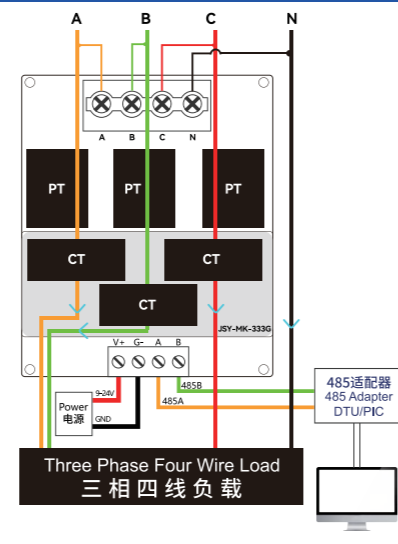 A B C N
A B C N
PT PT PT
CT CT
CT
JSY-MK-333G
V+ G- A B
485B
9-24V
485A
Power
电源
GND
485适配器
485 Adapter
DTU/PIC
Three Phase Four Wire Load
三相四线负载